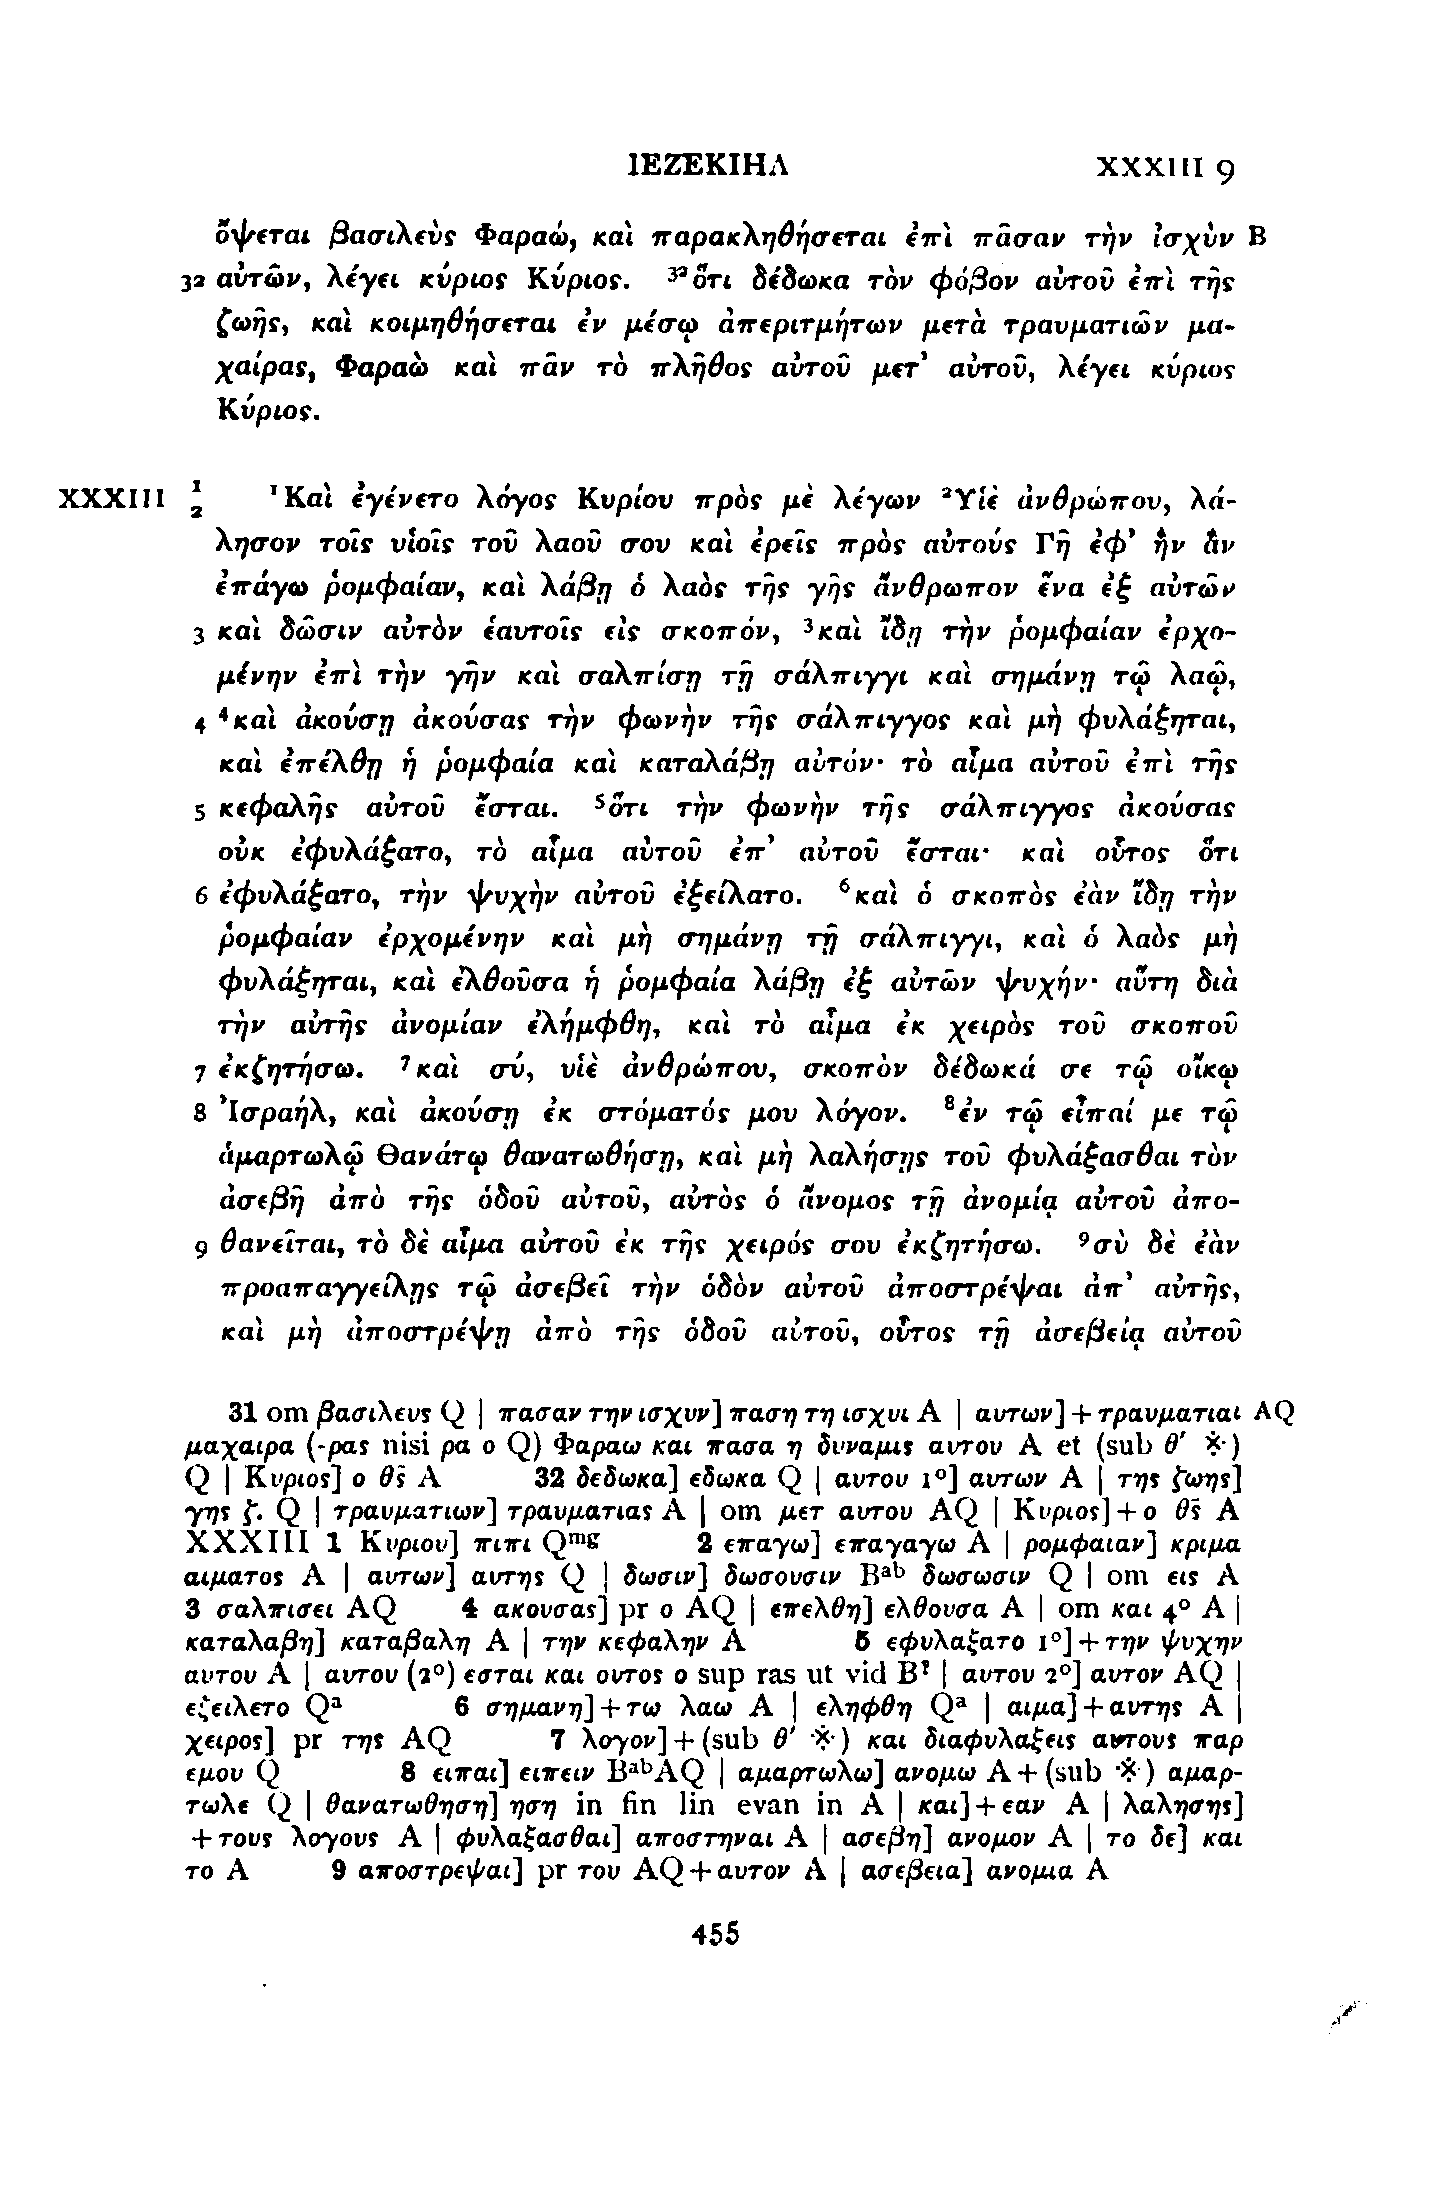 ΙΕΖΕΚΙΗΛ XXXIII 9
ὄψεται βασιλεὺς Φαραώ, καὶ παρακληθήσεται ἐπὶ πᾶσαν τὴν ἰσχὺν B
32 αὐτῶν, λέγει κύριος Κύριος. ³²ὅτι δέδωκα τὸν φόβον αὐτοῦ ἐπὶ τῆς
ζωῆς, καὶ κοιμηθήσεται ἐν μέσῳ ἀπεριτμήτων μετὰ τραυματιῶν μα-
χαίρας, Φαραὼ καὶ πᾶν τὸ πλῆθος αὐτοῦ μετ’ αὐτοῦ, λέγει κύριος
Κύριος.
XXXIII 1 2 ¹Καὶ ἐγένετο λόγος Κυρίου πρὸς μὲ λέγων ²Υἱὲ ἀνθρώπου, λά-
λησον τοῖς υἱοῖς τοῦ λαοῦ σου καὶ ἐρεῖς πρὸς αὐτούς Γῆ ἐφ’ ἣν ἂν
ἐπάγω ῥομφαίαν, καὶ λάβῃ ὁ λαὸς τῆς γῆς ἄνθρωπον ἕνα ἐξ αὐτῶν
3 καὶ δῶσιν αὐτὸν ἑαυτοῖς εἰς σκοπόν, ³καὶ ἴδῃ τὴν ῥομφαίαν ἐρχο-
μένην ἐπὶ τὴν γῆν καὶ σαλπίσῃ τῇ σάλπιγγι καὶ σημάνῃ τῷ λαῷ,
4 ⁴καὶ ἀκούσῃ ἀκούσας τὴν φωνὴν τῆς σάλπιγγος καὶ μὴ φυλάξηται,
καὶ ἐπέλθῃ ἡ ῥομφαία καὶ καταλάβῃ αὐτόν· τὸ αἷμα αὐτοῦ ἐπὶ τῆς
5 κεφαλῆς αὐτοῦ ἔσται. ⁵ὅτι τὴν φωνὴν τῆς σάλπιγγος ἀκούσας
οὐκ ἐφυλάξατο, τὸ αἷμα αὐτοῦ ἐπ’ αὐτοῦ ἔσται· καὶ οὗτος ὅτι
6 ἐφυλάξατο, τὴν ψυχὴν αὐτοῦ ἐξείλατο. ⁶καὶ ὁ σκοπὸς ἐὰν ἴδῃ τὴν
ῥομφαίαν ἐρχομένην καὶ μὴ σημάνῃ τῇ σάλπιγγι, καὶ ὁ λαὸς μὴ
φυλάξηται, καὶ ἐλθοῦσα ἡ ῥομφαία λάβῃ ἐξ αὐτῶν ψυχήν· αὕτη διὰ
τὴν αὐτῆς ἀνομίαν ἐλήμφθη, καὶ τὸ αἷμα ἐκ χειρὸς τοῦ σκοποῦ
7 ἐκζητήσω. ⁷καὶ σύ, υἱὲ ἀνθρώπου, σκοπὸν δέδωκά σε τῷ οἴκῳ
8 Ἰσραήλ, καὶ ἀκούσῃ ἐκ στόματός μου λόγον. ⁸ἐν τῷ εἶπαί με τῷ
ἁμαρτωλῷ Θανάτῳ θανατωθήσῃ, καὶ μὴ λαλήσῃς τοῦ φυλάξασθαι τὸν
ἀσεβῆ ἀπὸ τῆς ὁδοῦ αὐτοῦ, αὐτὸς ὁ ἄνομος τῇ ἀνομίᾳ αὐτοῦ ἀπο-
9 θανεῖται, τὸ δὲ αἷμα αὐτοῦ ἐκ τῆς χειρός σου ἐκζητήσω. ⁹σὺ δὲ ἐὰν
προαπαγγείλῃς τῷ ἀσεβεῖ τὴν ὁδὸν αὐτοῦ ἀποστρέψαι ἀπ’ αὐτῆς,
καὶ μὴ ἀποστρέψῃ ἀπὸ τῆς ὁδοῦ αὐτοῦ, οὗτος τῇ ἀσεβείᾳ αὐτοῦ
31 om βασιλευς Q | πασαν την ισχυν] παση τη ισχυι A | αυτων]+τραυματιαι AQ
μαχαιρα (-ρας nisi ρα ο Q) Φαραω και πασα η δυναμις αυτου A et (sub θ′ ※)
Q | Κυριος] ο θς̄ A 32 δεδωκα] εδωκα Q | αυτου 1°] αυτων A | της ζωης]
γης ζ. Q | τραυματιων] τραυματιας A | om μετ αυτου AQ | Κυριος]+ο θς̄ A
XXXIII 1 Κυριου] πιπι Qᵐᵍ 2 επαγω] επαγαγω A | ρομφαιαν] κριμα
αιματος A | αυτων] αυτης Q | δωσιν] δωσουσιν Bᵃᵇ δωσωσιν Q | om εις A
3 σαλπισει AQ 4 ακουσας] pr ο AQ | επελθη] ελθουσα A | om και 4° A |
καταλαβη] καταβαλη A | την κεφαλην A 5 εφυλαξατο 1°]+την ψυχην
αυτου A | αυτου (2°) εσται και ουτος ο sup ras ut vid B? | αυτου 2°] αυτον AQ |
εξειλετο Qᵃ 6 σημανη]+τω λαω A | εληφθη Qᵃ | αιμα]+αυτης A |
χειρος] pr της AQ 7 λογον]+(sub θ′ ※) και διαφυλαξεις αυτους παρ
εμου Q 8 ειπαι] ειπειν BᵃᵇAQ | αμαρτωλω] ανομω A+(sub ※) αμαρ-
τωλε Q | θανατωθηση] ηση in fin lin evan in A | και]+εαν A | λαλησης]
+τους λογους A | φυλαξασθαι] αποστηναι A | ασεβη] ανομον A | το δε] και
το A 9 αποστρεψαι] pr του AQ+αυτον A | ασεβεια] ανομια A
455